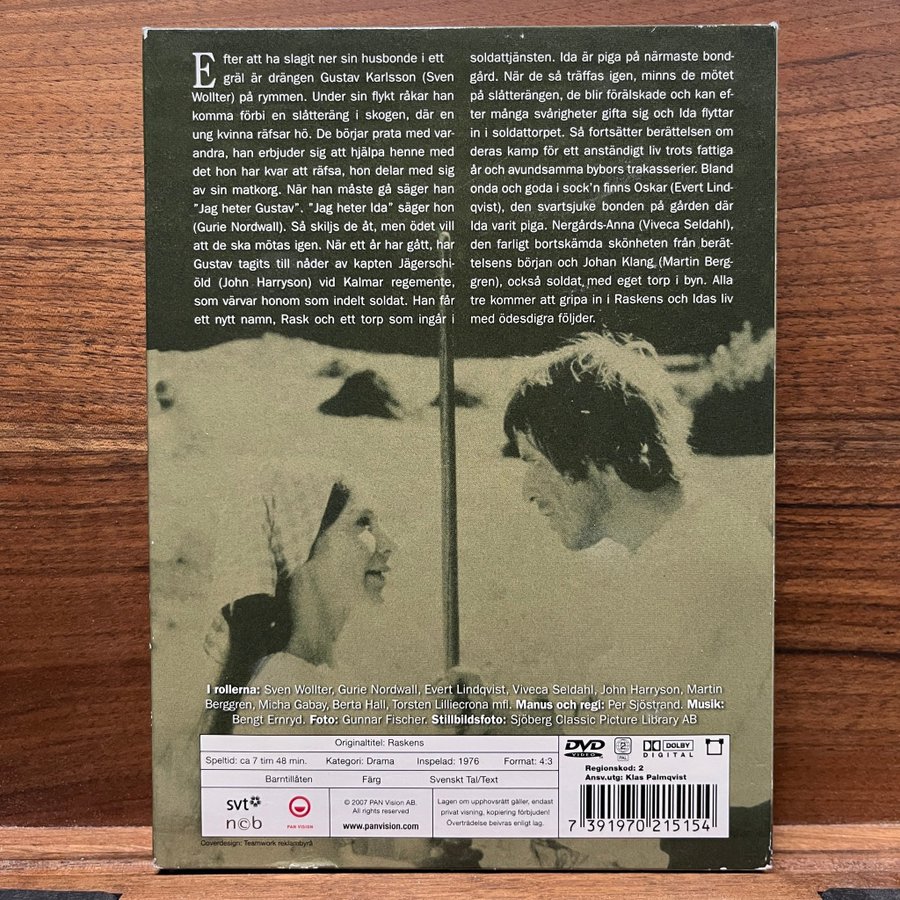 Efter att ha slagit ner sin husbonde i ett
gräl är drängen Gustav Karlsson (Sven
Wollter) på rymmen. Under sin flykt råkar han
komma förbi en slåtteräng i skogen, där en
ung kvinna räfsar hö. De börjar prata med var-
andra, han erbjuder sig att hjälpa henne med
det hon har kvar att räfsa, hon delar med sig
av sin matkorg. När han måste gå säger han
"Jag heter Gustav". "Jag heter Ida" säger hon
(Gurie Nordwall). Så skiljs de åt, men ödet vill
att de ska mötas igen. När ett år har gått, har
Gustav tagits till nåder av kapten Jägerschi-
öld (John Harryson) vid Kalmar regemente,
som värvar honom som indelt soldat. Han får
ett nytt namn, Rask och ett torp som ingår i
soldattjänsten. Ida är piga på närmaste bond-
gård. När de så träffas igen, minns de mötet
på slåtterängen, de blir förälskade och kan ef-
ter många svårigheter gifta sig och Ida flyttar
in i soldattorpet. Så fortsätter berättelsen om
deras kamp för ett anständigt liv trots fattiga
år och avundsamma bybors trakasserier. Bland
onda och goda i sock'n finns Oskar (Evert Lind-
qvist), den svartsjuke bonden på gården där
Ida varit piga. Nergårds-Anna (Viveca Seldahl),
den farligt bortskämda skönheten från berät-
telsens början och Johan Klang (Martin Berg-
gren), också soldat med eget torp i byn. Alla
tre kommer att gripa in i Raskens och Idas liv
med ödesdigra följder.
I rollerna: Sven Wollter, Gurie Nordwall, Evert Lindqvist, Viveca Seldahl, John Harryson, Martin
Berggren, Micha Gabay, Berta Hall, Torsten Lilliecrona mfl. Manus och regi: Per Sjöstrand. Musik:
Bengt Ernryd. Foto: Gunnar Fischer. Stillbildsfoto: Sjöberg Classic Picture Library AB
Originaltitel: Raskens
Speltid: ca 7 tim 48 min. Kategori: Drama Inspelad: 1976 Format: 4:3
Barntillåten Färg Svenskt Tal/Text
svt
ncb
PAN VISION
© 2007 PAN Vision AB.
All rights reserved
www.panvision.com
Lagen om upphovsrätt gäller, endast
privat visning, kopiering förbjuden!
Överträdelse beivras enligt lag.
DVD VIDEO 2 PAL DOLBY DIGITAL
Regionskod: 2
Ansv.utg: Klas Palmqvist
7 391970 215154
Coverdesign: Teamwork reklambyrå